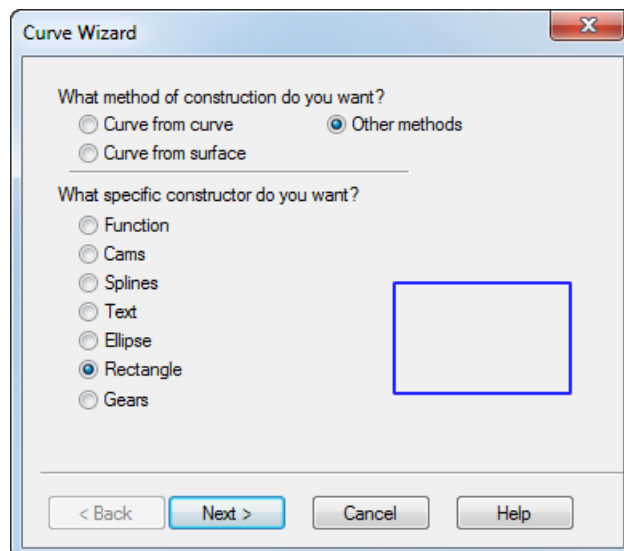 Curve Wizard
What method of construction do you want?
Curve from curve Other methods
Curve from surface
What specific constructor do you want?
Function
Cams
Splines
Text
Ellipse
Rectangle
Gears
< Back Next > Cancel Help